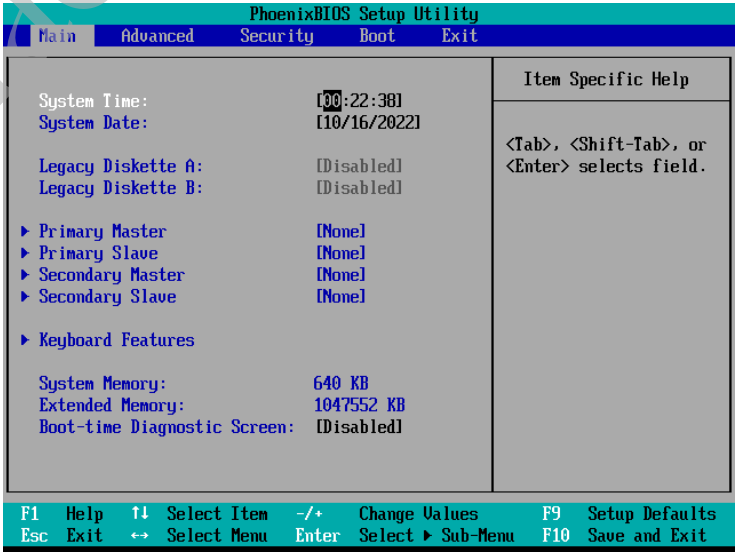 PhoenixBIOS Setup Utility
Main Advanced Security Boot Exit
Item Specific Help
System Time: [00:22:38]
System Date: [10/16/2022]
<Tab>, <Shift-Tab>, or
<Enter> selects field.
Legacy Diskette A: [Disabled]
Legacy Diskette B: [Disabled]
Primary Master [None]
Primary Slave [None]
Secondary Master [None]
Secondary Slave [None]
Keyboard Features
System Memory: 640 KB
Extended Memory: 1047552 KB
Boot-time Diagnostic Screen: [Disabled]
F1 Help ↑↓ Select Item -/+ Change Values F9 Setup Defaults
Esc Exit ↔ Select Menu Enter Select ▶ Sub-Menu F10 Save and Exit